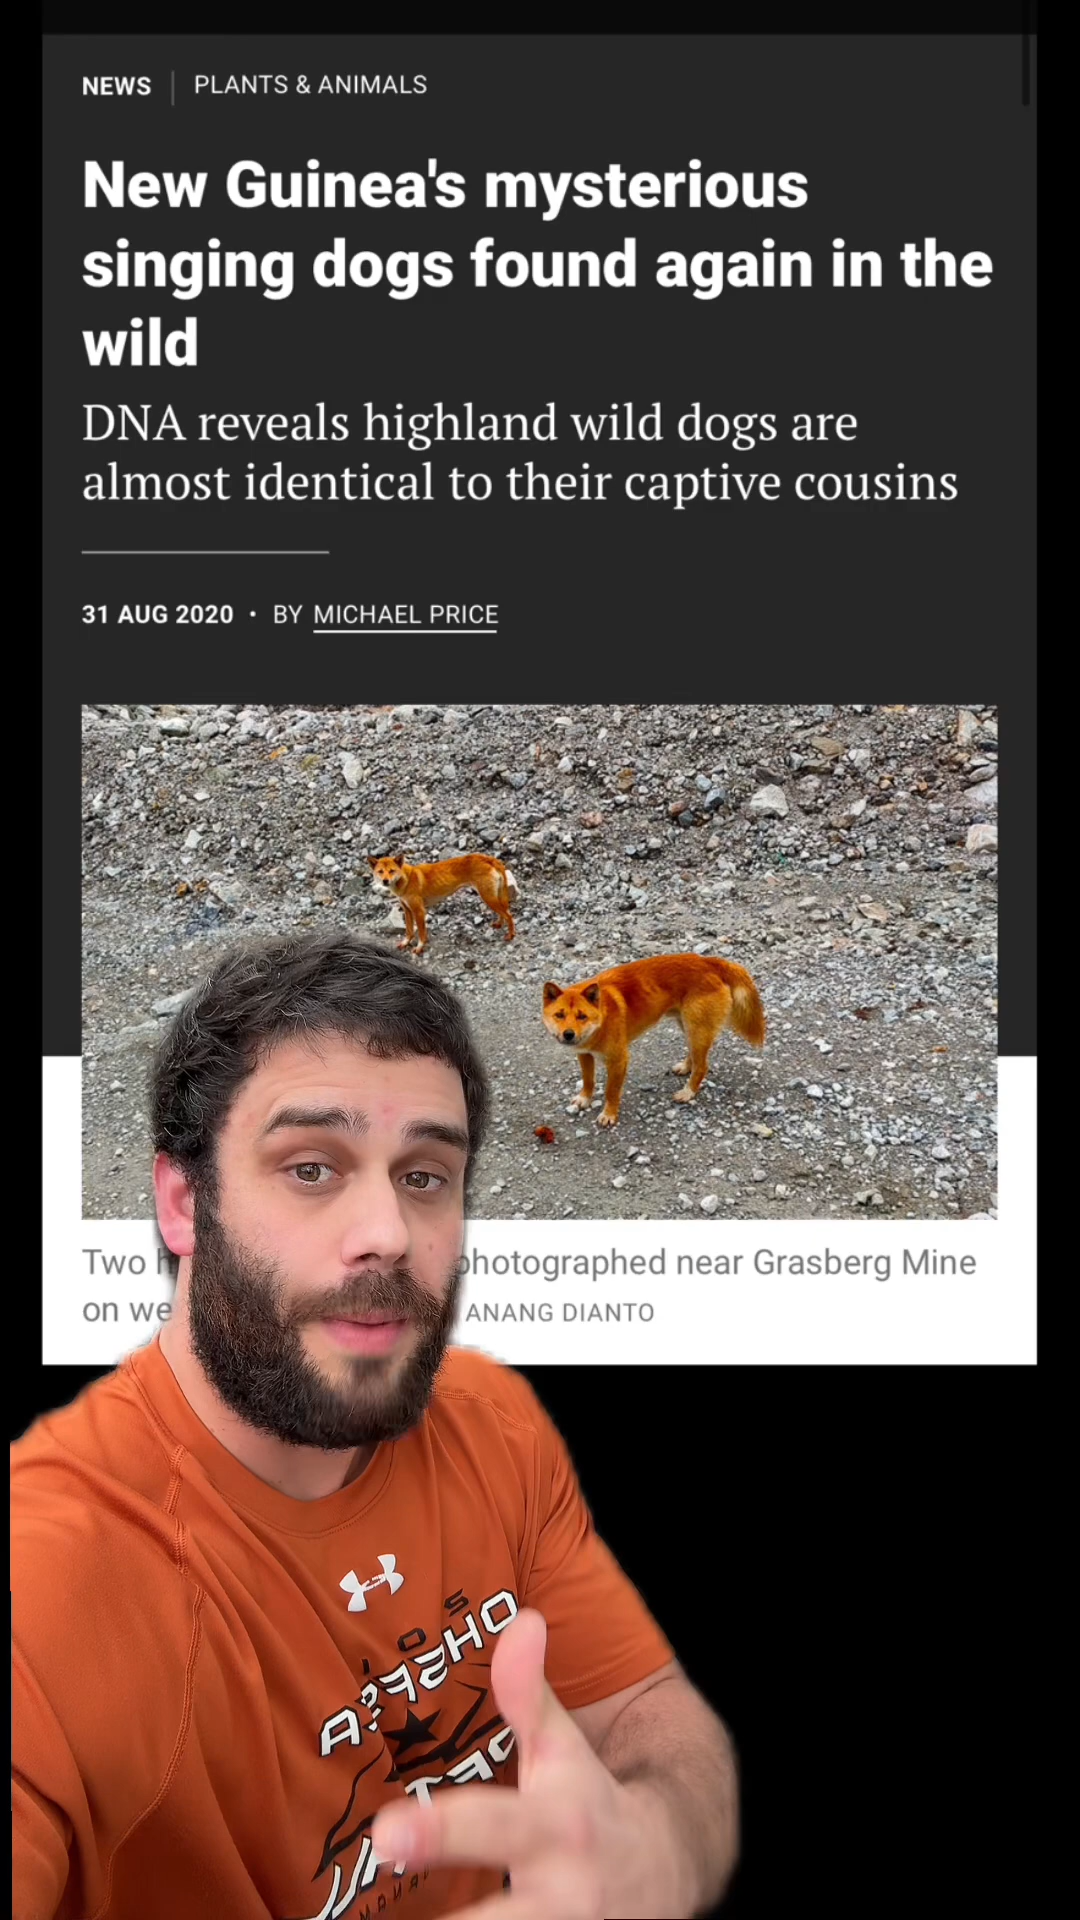 NEWS | PLANTS & ANIMALS
New Guinea's mysterious
singing dogs found again in the
wild
DNA reveals highland wild dogs are
almost identical to their captive cousins
31 AUG 2020 • BY MICHAEL PRICE
Two photographed near Grasberg Mine
on we ANANG DIANTO